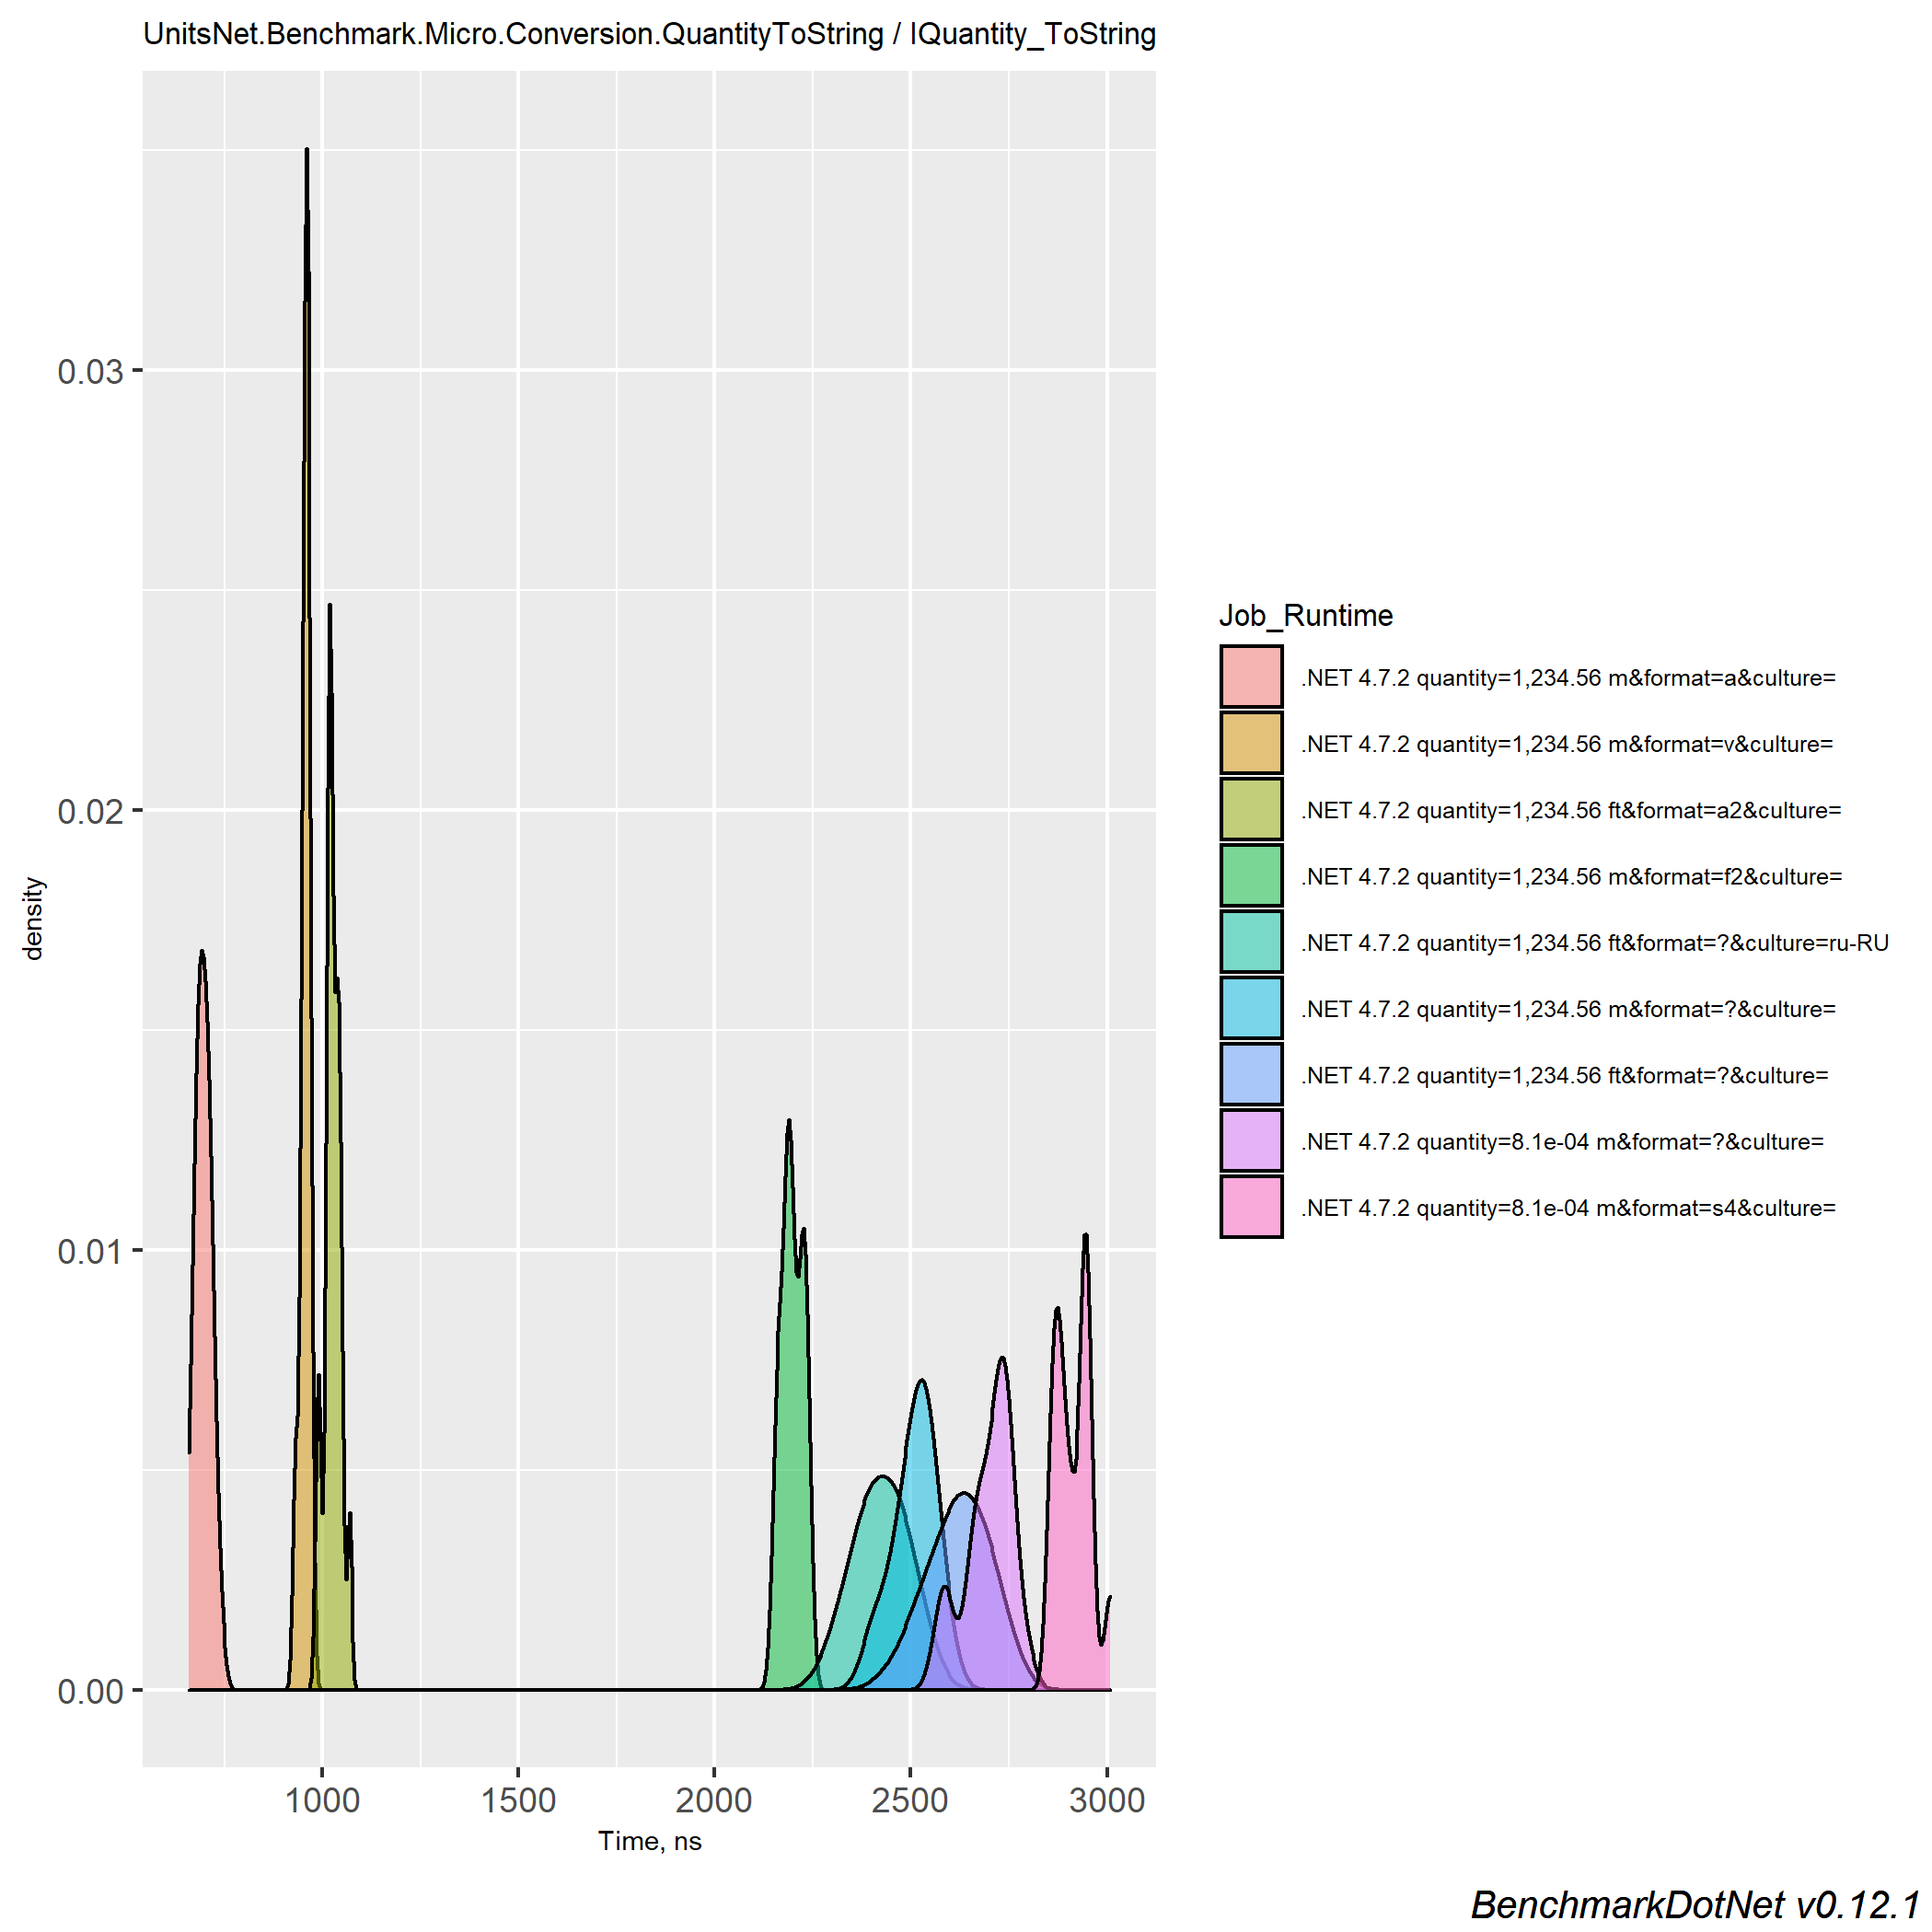 UnitsNet.Benchmark.Micro.Conversion.QuantityToString / IQuantity_ToString
0.03
0.02
0.01
0.00
density
1000 1500 2000 2500 3000
Time, ns
Job_Runtime
.NET 4.7.2 quantity=1,234.56 m&format=a&culture=
.NET 4.7.2 quantity=1,234.56 m&format=v&culture=
.NET 4.7.2 quantity=1,234.56 ft&format=a2&culture=
.NET 4.7.2 quantity=1,234.56 m&format=f2&culture=
.NET 4.7.2 quantity=1,234.56 ft&format=?&culture=ru-RU
.NET 4.7.2 quantity=1,234.56 m&format=?&culture=
.NET 4.7.2 quantity=1,234.56 ft&format=?&culture=
.NET 4.7.2 quantity=8.1e-04 m&format=?&culture=
.NET 4.7.2 quantity=8.1e-04 m&format=s4&culture=
BenchmarkDotNet v0.12.1